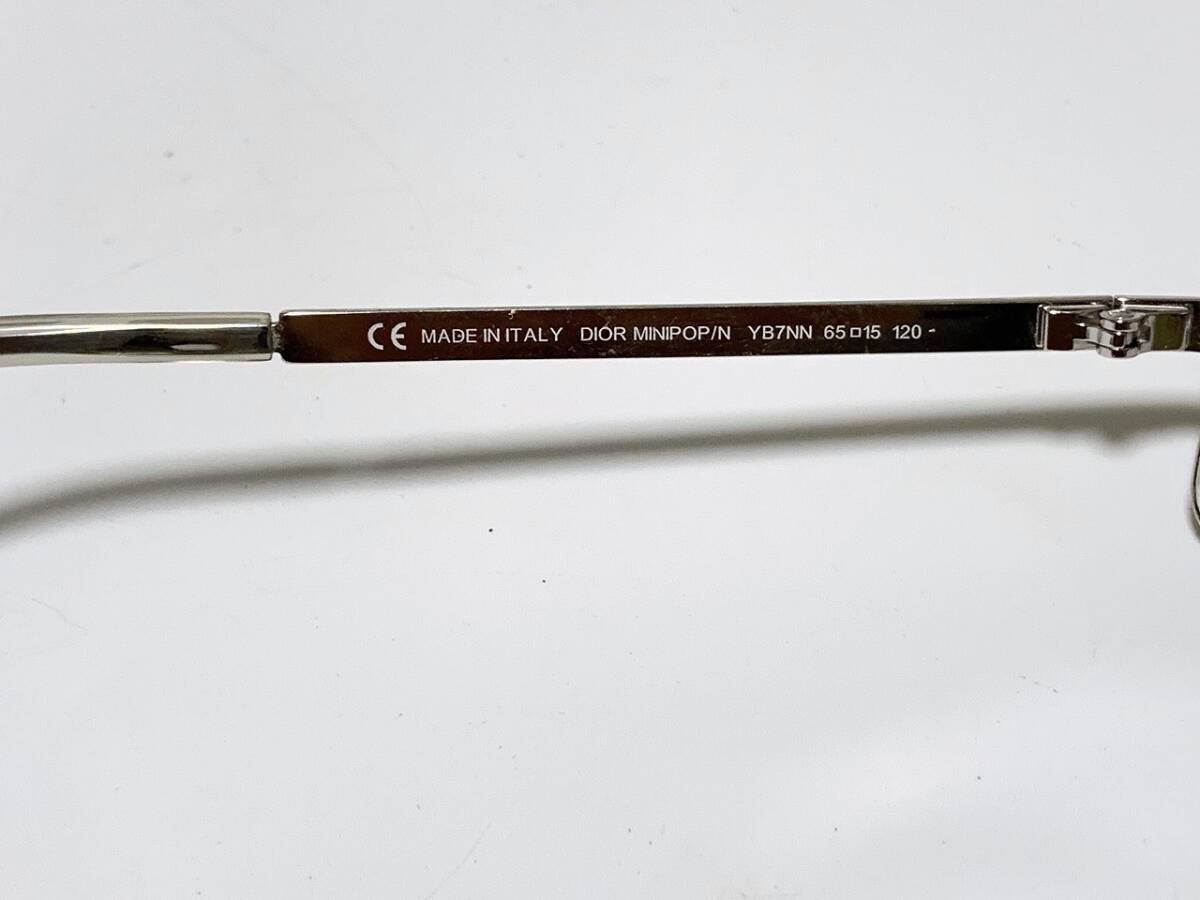 CE MADE IN ITALY DIOR MINIPOP/N YB7NN 65□15 120 -